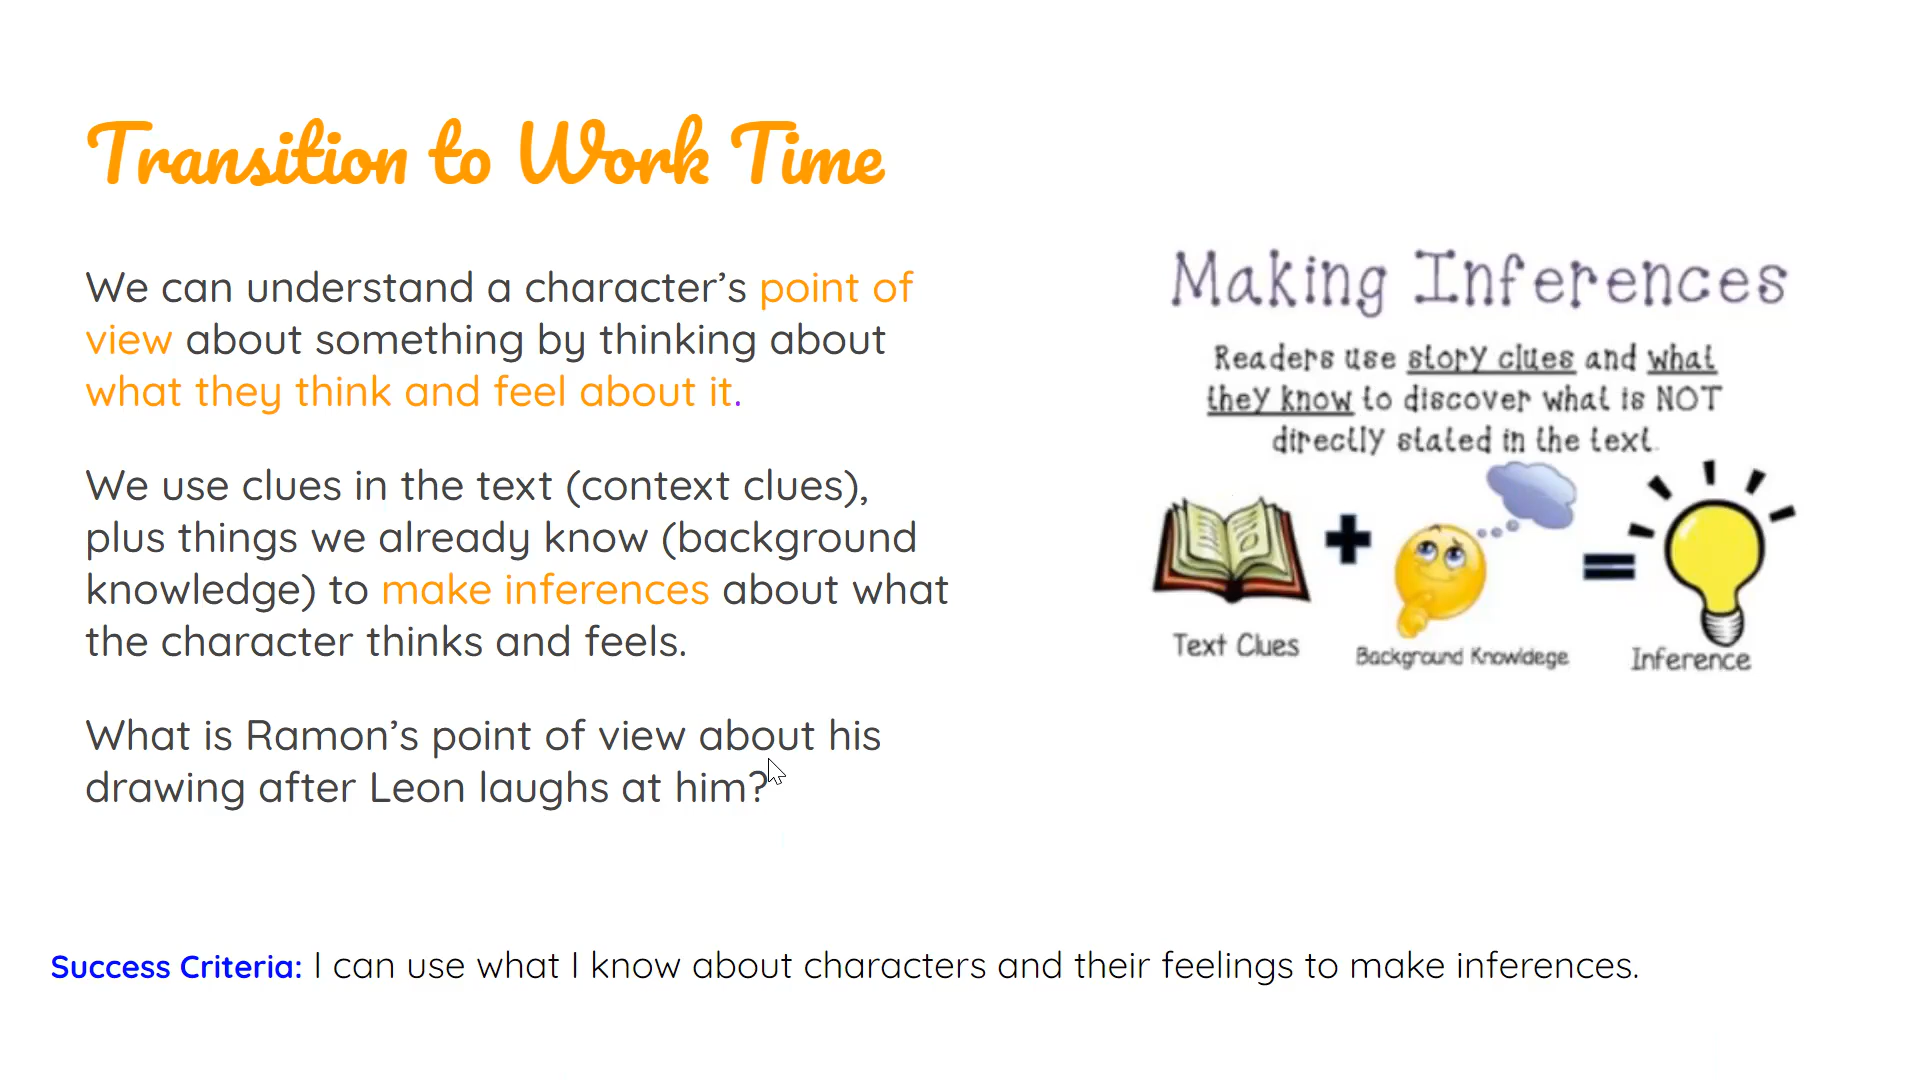 Transition to Work Time
We can understand a character’s point of
view about something by thinking about
what they think and feel about it.
We use clues in the text (context clues),
plus things we already know (background
knowledge) to make inferences about what
the character thinks and feels.
What is Ramon’s point of view about his
drawing after Leon laughs at him?
Making Inferences
Readers use story clues and what
they know to discover what is NOT
directly stated in the text.
Text Clues
Background Knowldege
Inference
Success Criteria: I can use what I know about characters and their feelings to make inferences.